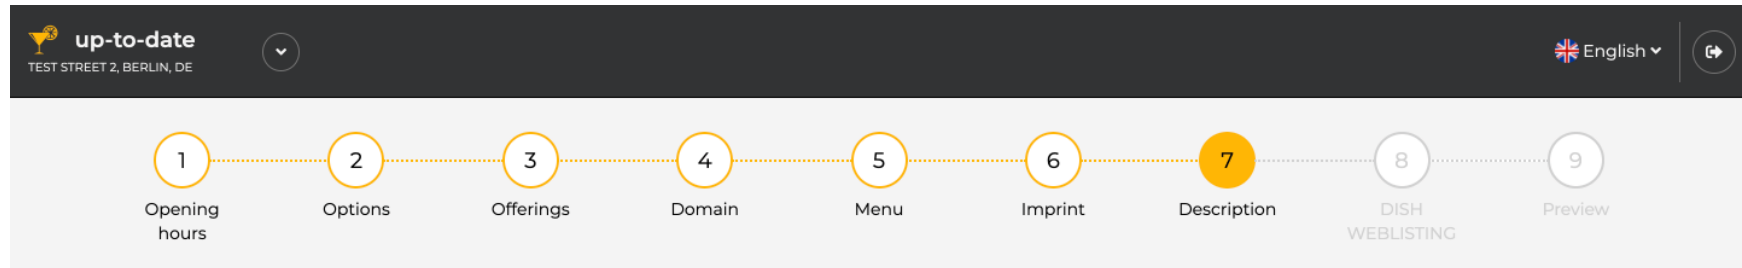 up-to-date
TEST STREET 2, BERLIN, DE
English
1
2
3
4
5
6
7
8
9
Opening
hours
Options
Offerings
Domain
Menu
Imprint
Description
DISH
WEBLISTING
Preview